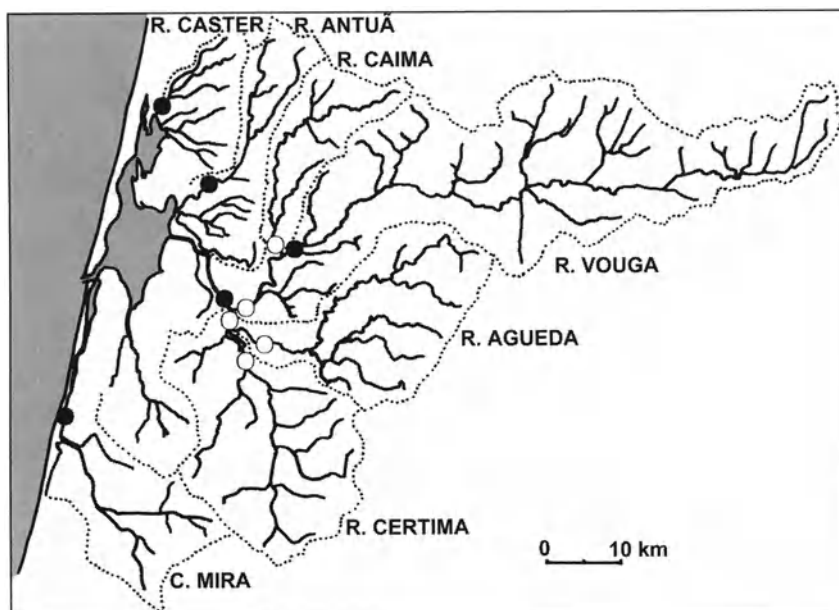 R. CASTER
R. ANTUÃ
R. CAIMA
R. VOUGA
R. AGUEDA
R. CERTIMA
0 10 km
C. MIRA